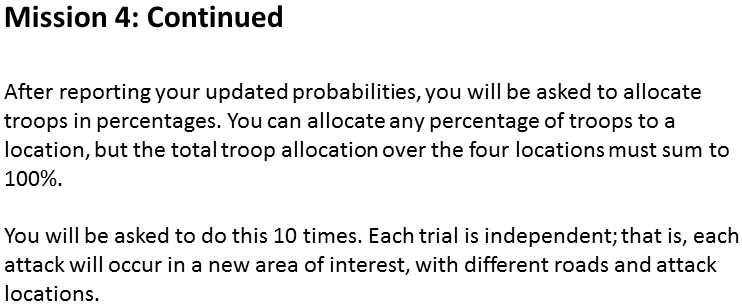 Mission 4: Continued
After reporting your updated probabilities, you will be asked to allocate
troops in percentages. You can allocate any percentage of troops to a
location, but the total troop allocation over the four locations must sum to
100%.
You will be asked to do this 10 times. Each trial is independent; that is, each
attack will occur in a new area of interest, with different roads and attack
locations.